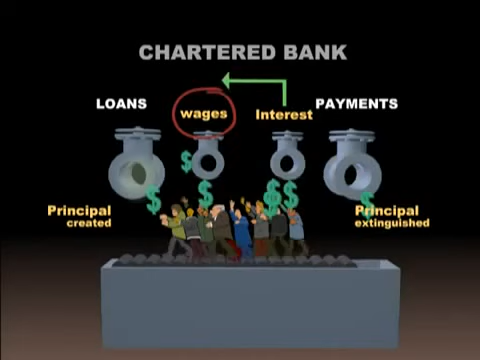 CHARTERED BANK
LOANS
wages
Interest
PAYMENTS
$
$ $ $ $ $
$
Principal
created
Principal
extinguished